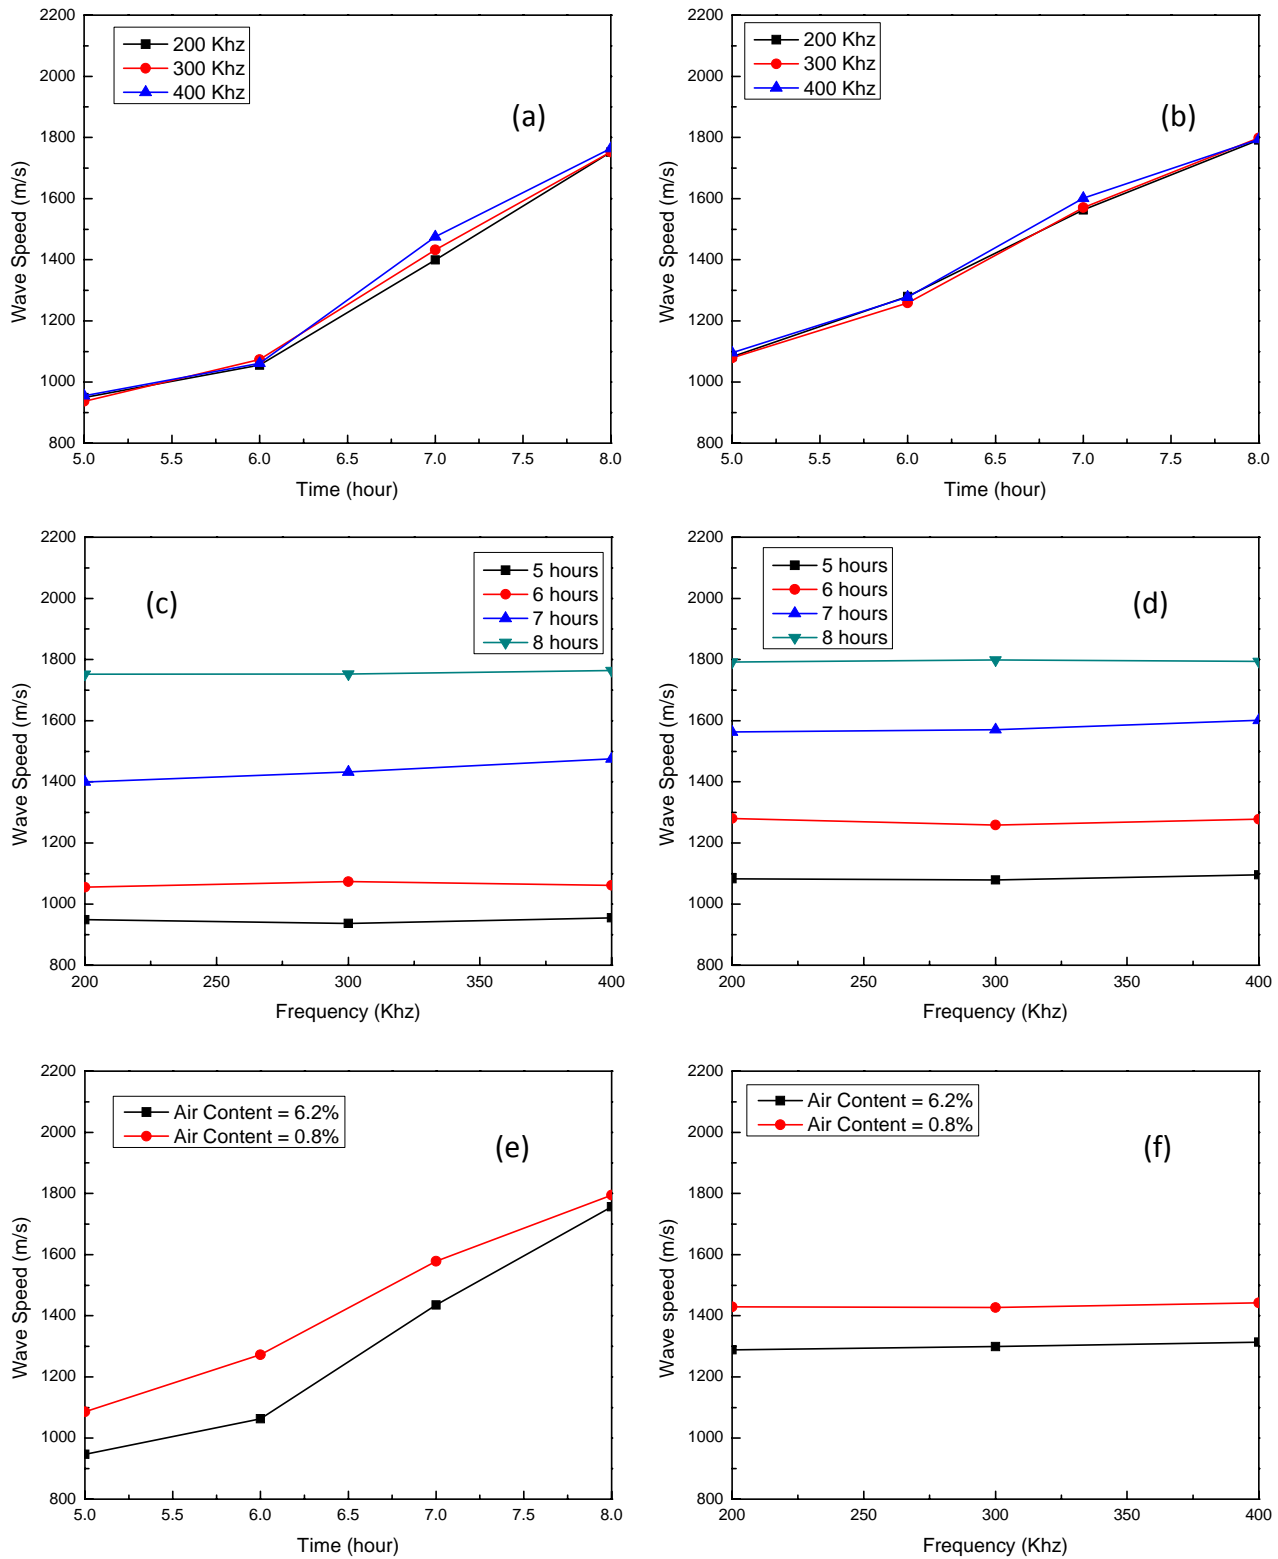 2200
2000
1800
1600
1400
1200
1000
800
Wave Speed (m/s)
200 Khz
300 Khz
400 Khz
(a)
5.0 5.5 6.0 6.5 7.0 7.5 8.0
Time (hour)
2200
2000
1800
1600
1400
1200
1000
800
Wave Speed (m/s)
200 Khz
300 Khz
400 Khz
(b)
5.0 5.5 6.0 6.5 7.0 7.5 8.0
Time (hour)
2200
2000
1800
1600
1400
1200
1000
800
Wave Speed (m/s)
(c)
5 hours
6 hours
7 hours
8 hours
200 250 300 350 400
Frequency (Khz)
2200
2000
1800
1600
1400
1200
1000
800
Wave Speed (m/s)
5 hours
6 hours
7 hours
8 hours
(d)
200 250 300 350 400
Frequency (Khz)
2200
2000
1800
1600
1400
1200
1000
800
Wave Speed (m/s)
Air Content = 6.2%
Air Content = 0.8%
(e)
5.0 5.5 6.0 6.5 7.0 7.5 8.0
Time (hour)
2200
2000
1800
1600
1400
1200
1000
800
Wave speed (m/s)
Air Content = 6.2%
Air Content = 0.8%
(f)
200 250 300 350 400
Frequency (Khz)